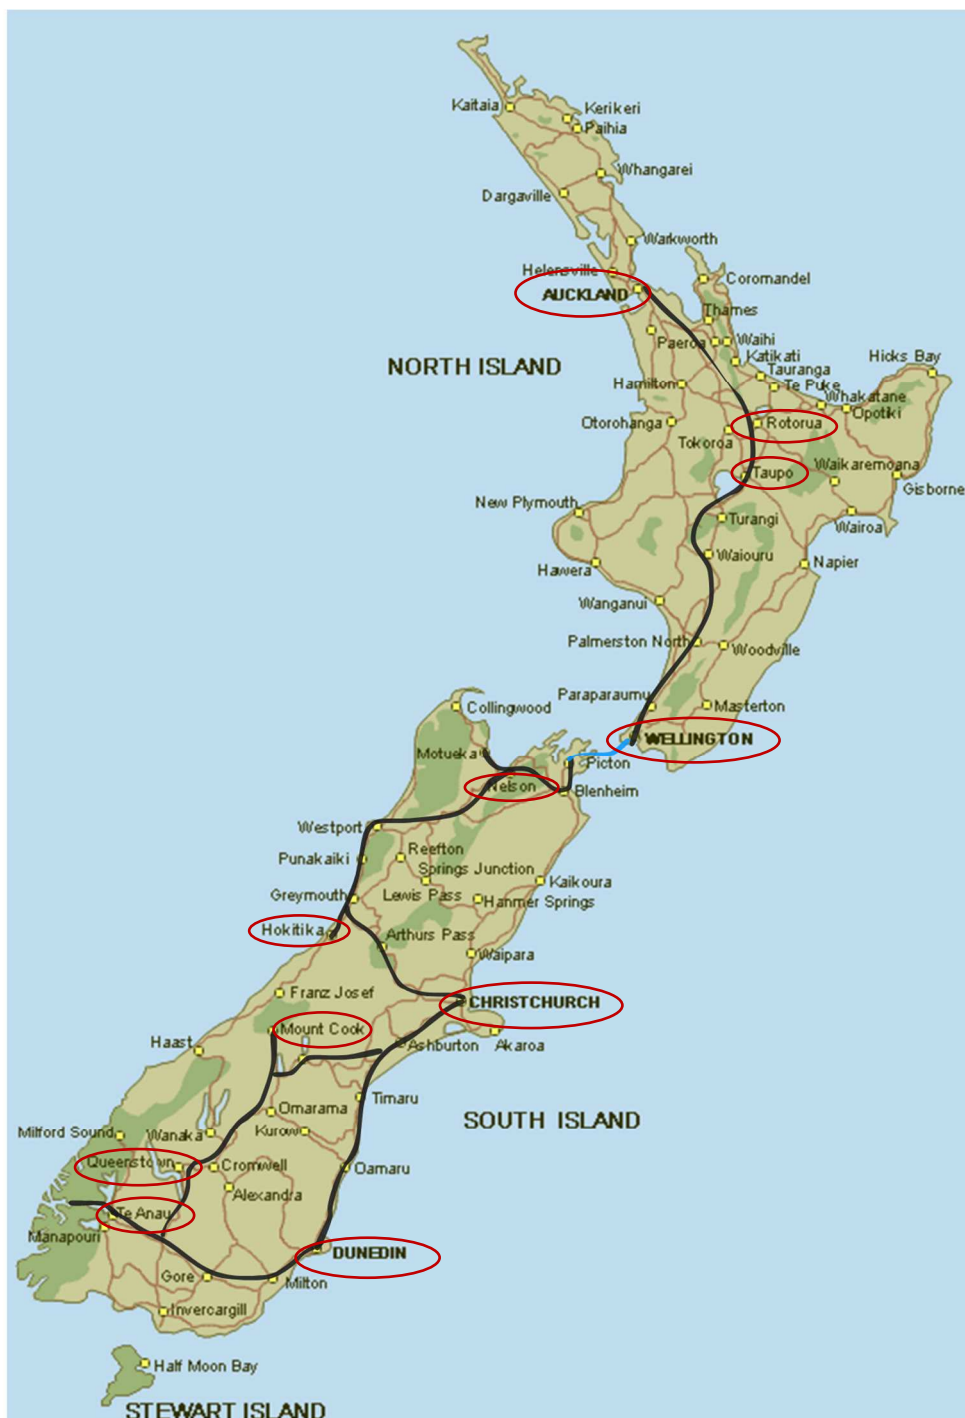 Kaitaia
Kerikeri
Paihia
Whangarei
Dargaville
Warkworth
Helensville
Coromandel
AUCKLAND
Thames
Paeroa
Waihi
Katikati
Hicks Bay
NORTH ISLAND
Tauranga
Hamilton
Te Puke
Whakatane
Opotiki
Otorohanga
Rotorua
Tokoroa
Taupo
Waikaremoana
Gisborne
New Plymouth
Turangi
Wairoa
Waiouru
Napier
Hawera
Wanganui
Palmerston North
Woodville
Paraparaumu
Masterton
Collingwood
WELLINGTON
Motueka
Picton
Nelson
Blenheim
Westport
Reefton
Punakaiki
Springs Junction
Kaikoura
Greymouth
Lewis Pass
Hanmer Springs
Hokitika
Arthurs Pass
Waipara
Franz Josef
CHRISTCHURCH
Mount Cook
Haast
Ashburton
Akaroa
Timaru
Omarama
SOUTH ISLAND
Milford Sound
Wanaka
Kurow
Queenstown
Cromwell
Oamaru
Alexandra
Te Anau
Manapouri
DUNEDIN
Gore
Milton
Invercargill
Half Moon Bay
STEWART ISLAND